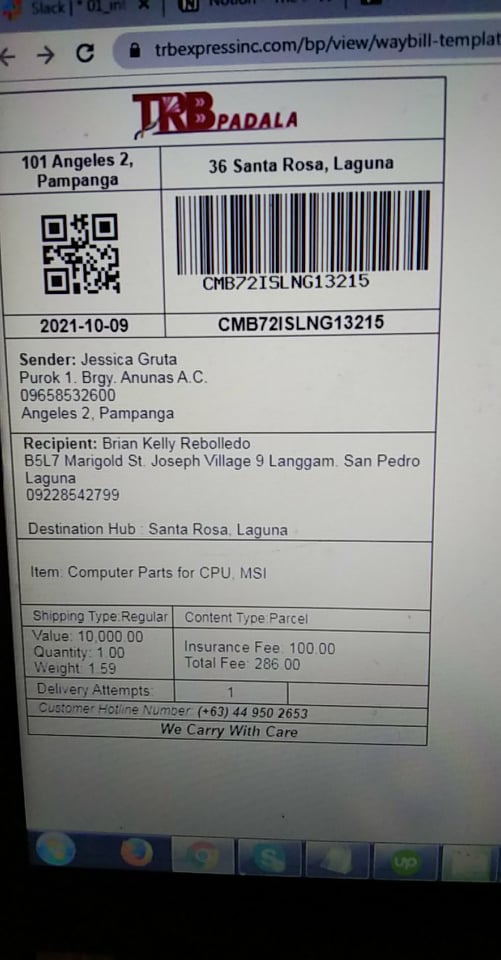 Slack | * 01_int
trbexpressinc.com/bp/view/waybill-templat
TRB PADALA
101 Angeles 2,
Pampanga
36 Santa Rosa, Laguna
CMB72ISLNG13215
2021-10-09
CMB72ISLNG13215
Sender: Jessica Gruta
Purok 1. Brgy. Anunas A.C.
09658532600
Angeles 2, Pampanga
Recipient: Brian Kelly Rebolledo
B5L7 Marigold St. Joseph Village 9 Langgam. San Pedro
Laguna
09228542799
Destination Hub : Santa Rosa, Laguna
Item: Computer Parts for CPU, MSI
Shipping Type:Regular
Content Type:Parcel
Value: 10,000.00
Quantity: 1.00
Weight: 1.59
Insurance Fee: 100.00
Total Fee: 286.00
Delivery Attempts:
1
Customer Hotline Number: (+63) 44 950 2653
We Carry With Care
up